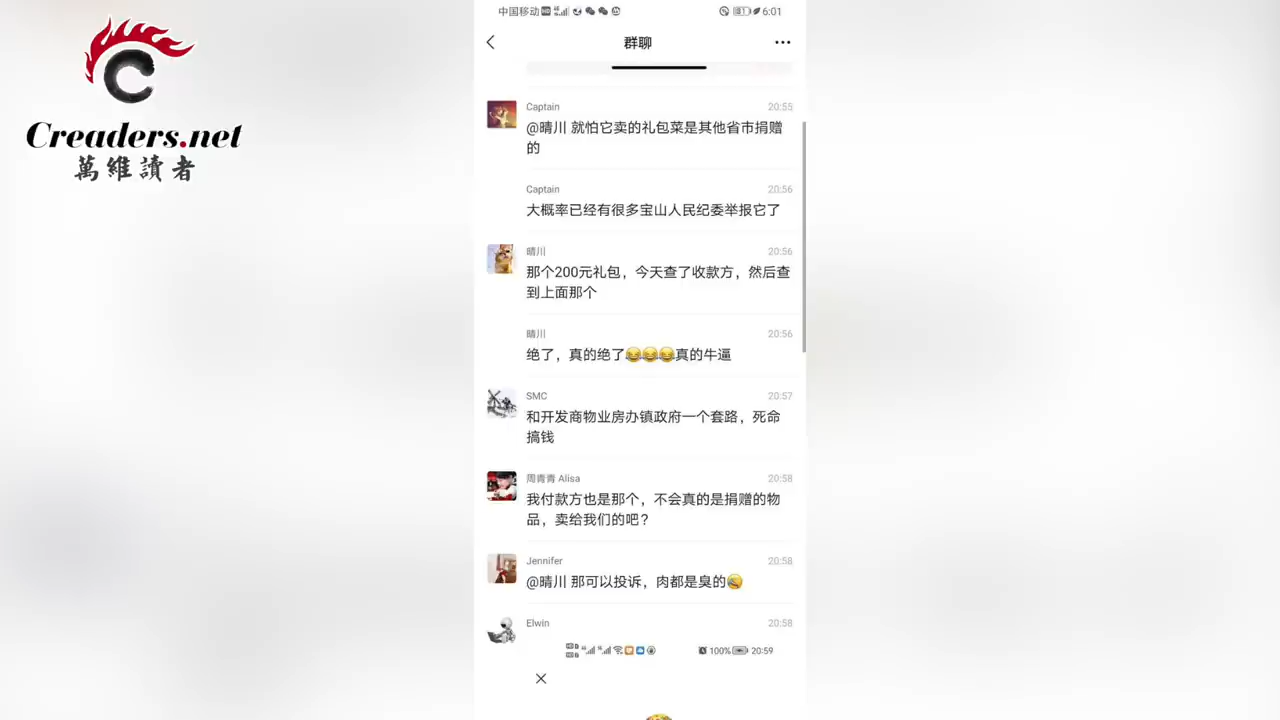 中国移动 6:01
群聊
Creaders.net
萬維讀者
Captain 20:55
@晴川 就怕它卖的礼包菜是其他省市捐赠
的
Captain 20:56
大概率已经有很多宝山人民纪委举报它了
晴川 20:56
那个200元礼包，今天查了收款方，然后查
到上面那个
晴川 20:56
绝了，真的绝了😂😂😂真的牛逼
SMC 20:57
和开发商物业房办镇政府一个套路，死命
搞钱
周青青 Alisa 20:58
我付款方也是那个，不会真的是捐赠的物
品，卖给我们的吧？
Jennifer 20:58
@晴川 那可以投诉，肉都是臭的
Elwin 20:58
100% 20:59